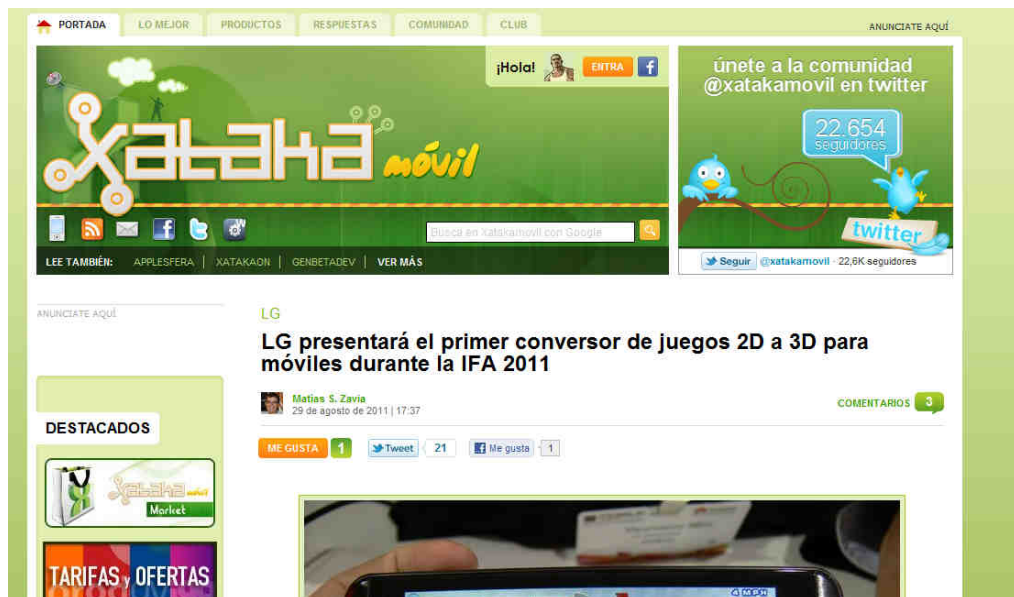 PORTADA
LO MEJOR
PRODUCTOS
RESPUESTAS
COMUNIDAD
CLUB
ANUNCIATE AQUÍ
¡Hola!
ENTRA
xataka móvil
Busca en Xatakamovil con Google
LEE TAMBIÉN: APPLESFERA | XATAKAON | GENBETADEV | VER MÁS
únete a la comunidad
@xatakamovil en twitter
22.654
seguidores
twitter
Seguir @xatakamovil · 22,6K seguidores
ANUNCIATE AQUÍ
LG
LG presentará el primer conversor de juegos 2D a 3D para
móviles durante la IFA 2011
Matias S. Zavia
29 de agosto de 2011 | 17:37
COMENTARIOS 3
ME GUSTA 1
Tweet 21
Me gusta 1
DESTACADOS
xataka móvil
Market
TARIFAS y OFERTAS
4 MPH